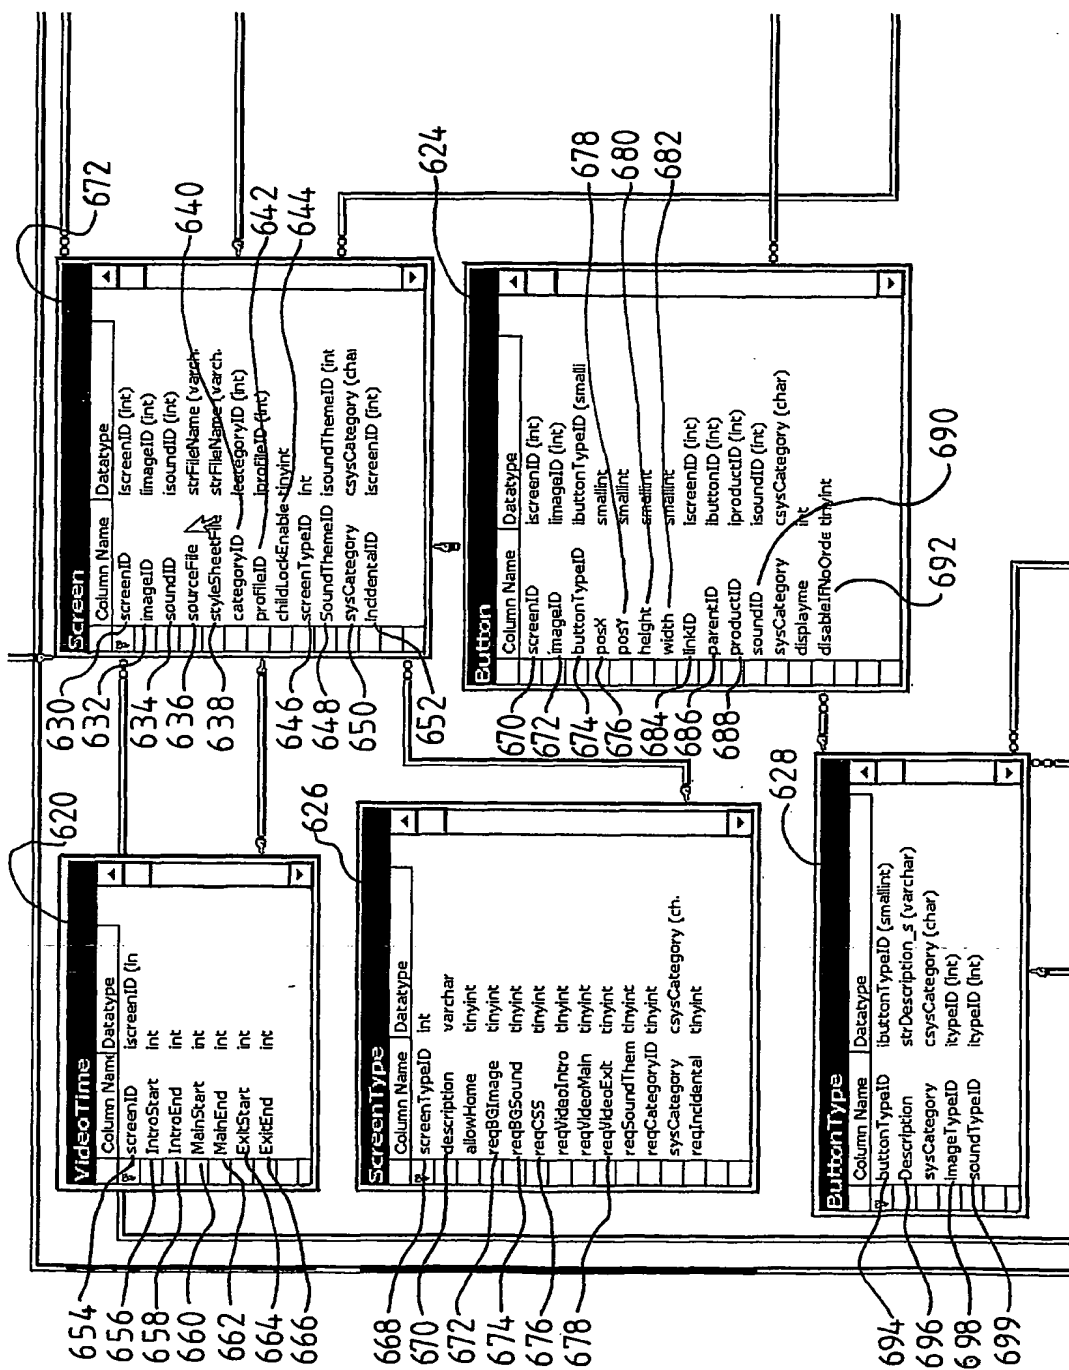 VideoTime
Column Name Datatype
screenID iscreenID (in
IntroStart int
IntroEnd int
MainStart int
MainEnd int
ExitStart int
ExitEnd int
620
654
656
658
660
662
664
666
Screen
Column Name Datatype
screenID iscreenID (int)
imageID iimageID (int)
soundID isoundID (int)
sourceFile strFileName (varch.
styleSheetFile strFileName (varch.
categoryID icategoryID (int)
profileID iprofileID (int)
childLockEnable tinyint
screenTypeID int
SoundThemeID isoundThemeID (int
sysCategory csysCategory (char
IncidentalID iscreenID (int)
672
630
632
634
636
638
640
642
644
646
648
650
652
ScreenType
Column Name Datatype
screenTypeID int
description varchar
allowHome tinyint
reqBGImage tinyint
reqBGSound tinyint
reqCSS tinyint
reqVideoIntro tinyint
reqVideoMain tinyint
reqVideoExit tinyint
reqSoundThem tinyint
reqCategoryID tinyint
sysCategory csysCategory (ch.
reqIncidental tinyint
626
668
670
672
674
676
678
Button
Column Name Datatype
screenID iscreenID (int)
imageID iimageID (int)
buttonTypeID ibuttonTypeID (smalli
posX smallint
posY smallint
height smallint
width smallint
linkID iscreenID (int)
parentID ibuttonID (int)
productID iproductID (int)
soundID isoundID (int)
sysCategory csysCategory (char)
displayme int
disableIfNoOrde tinyint
624
670
672
674
676
678
680
682
684
686
688
690
692
ButtonType
Column Name Datatype
buttonTypeID ibuttonTypeID (smallint)
Description strDescription_s (varchar)
sysCategory csysCategory (char)
imageTypeID itypeID (int)
soundTypeID itypeID (int)
628
694
696
698
699